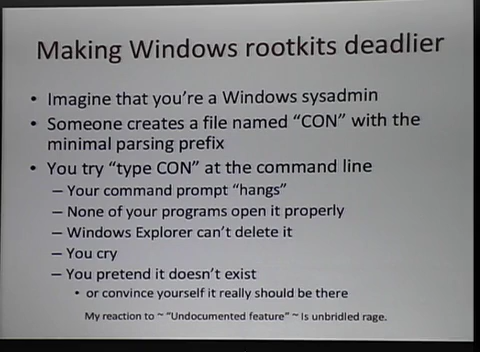 Making Windows rootkits deadlier
• Imagine that you're a Windows sysadmin
• Someone creates a file named "CON" with the
minimal parsing prefix
• You try "type CON" at the command line
– Your command prompt "hangs"
– None of your programs open it properly
– Windows Explorer can't delete it
– You cry
– You pretend it doesn't exist
• or convince yourself it really should be there
My reaction to ~ "Undocumented feature" ~ is unbridled rage.